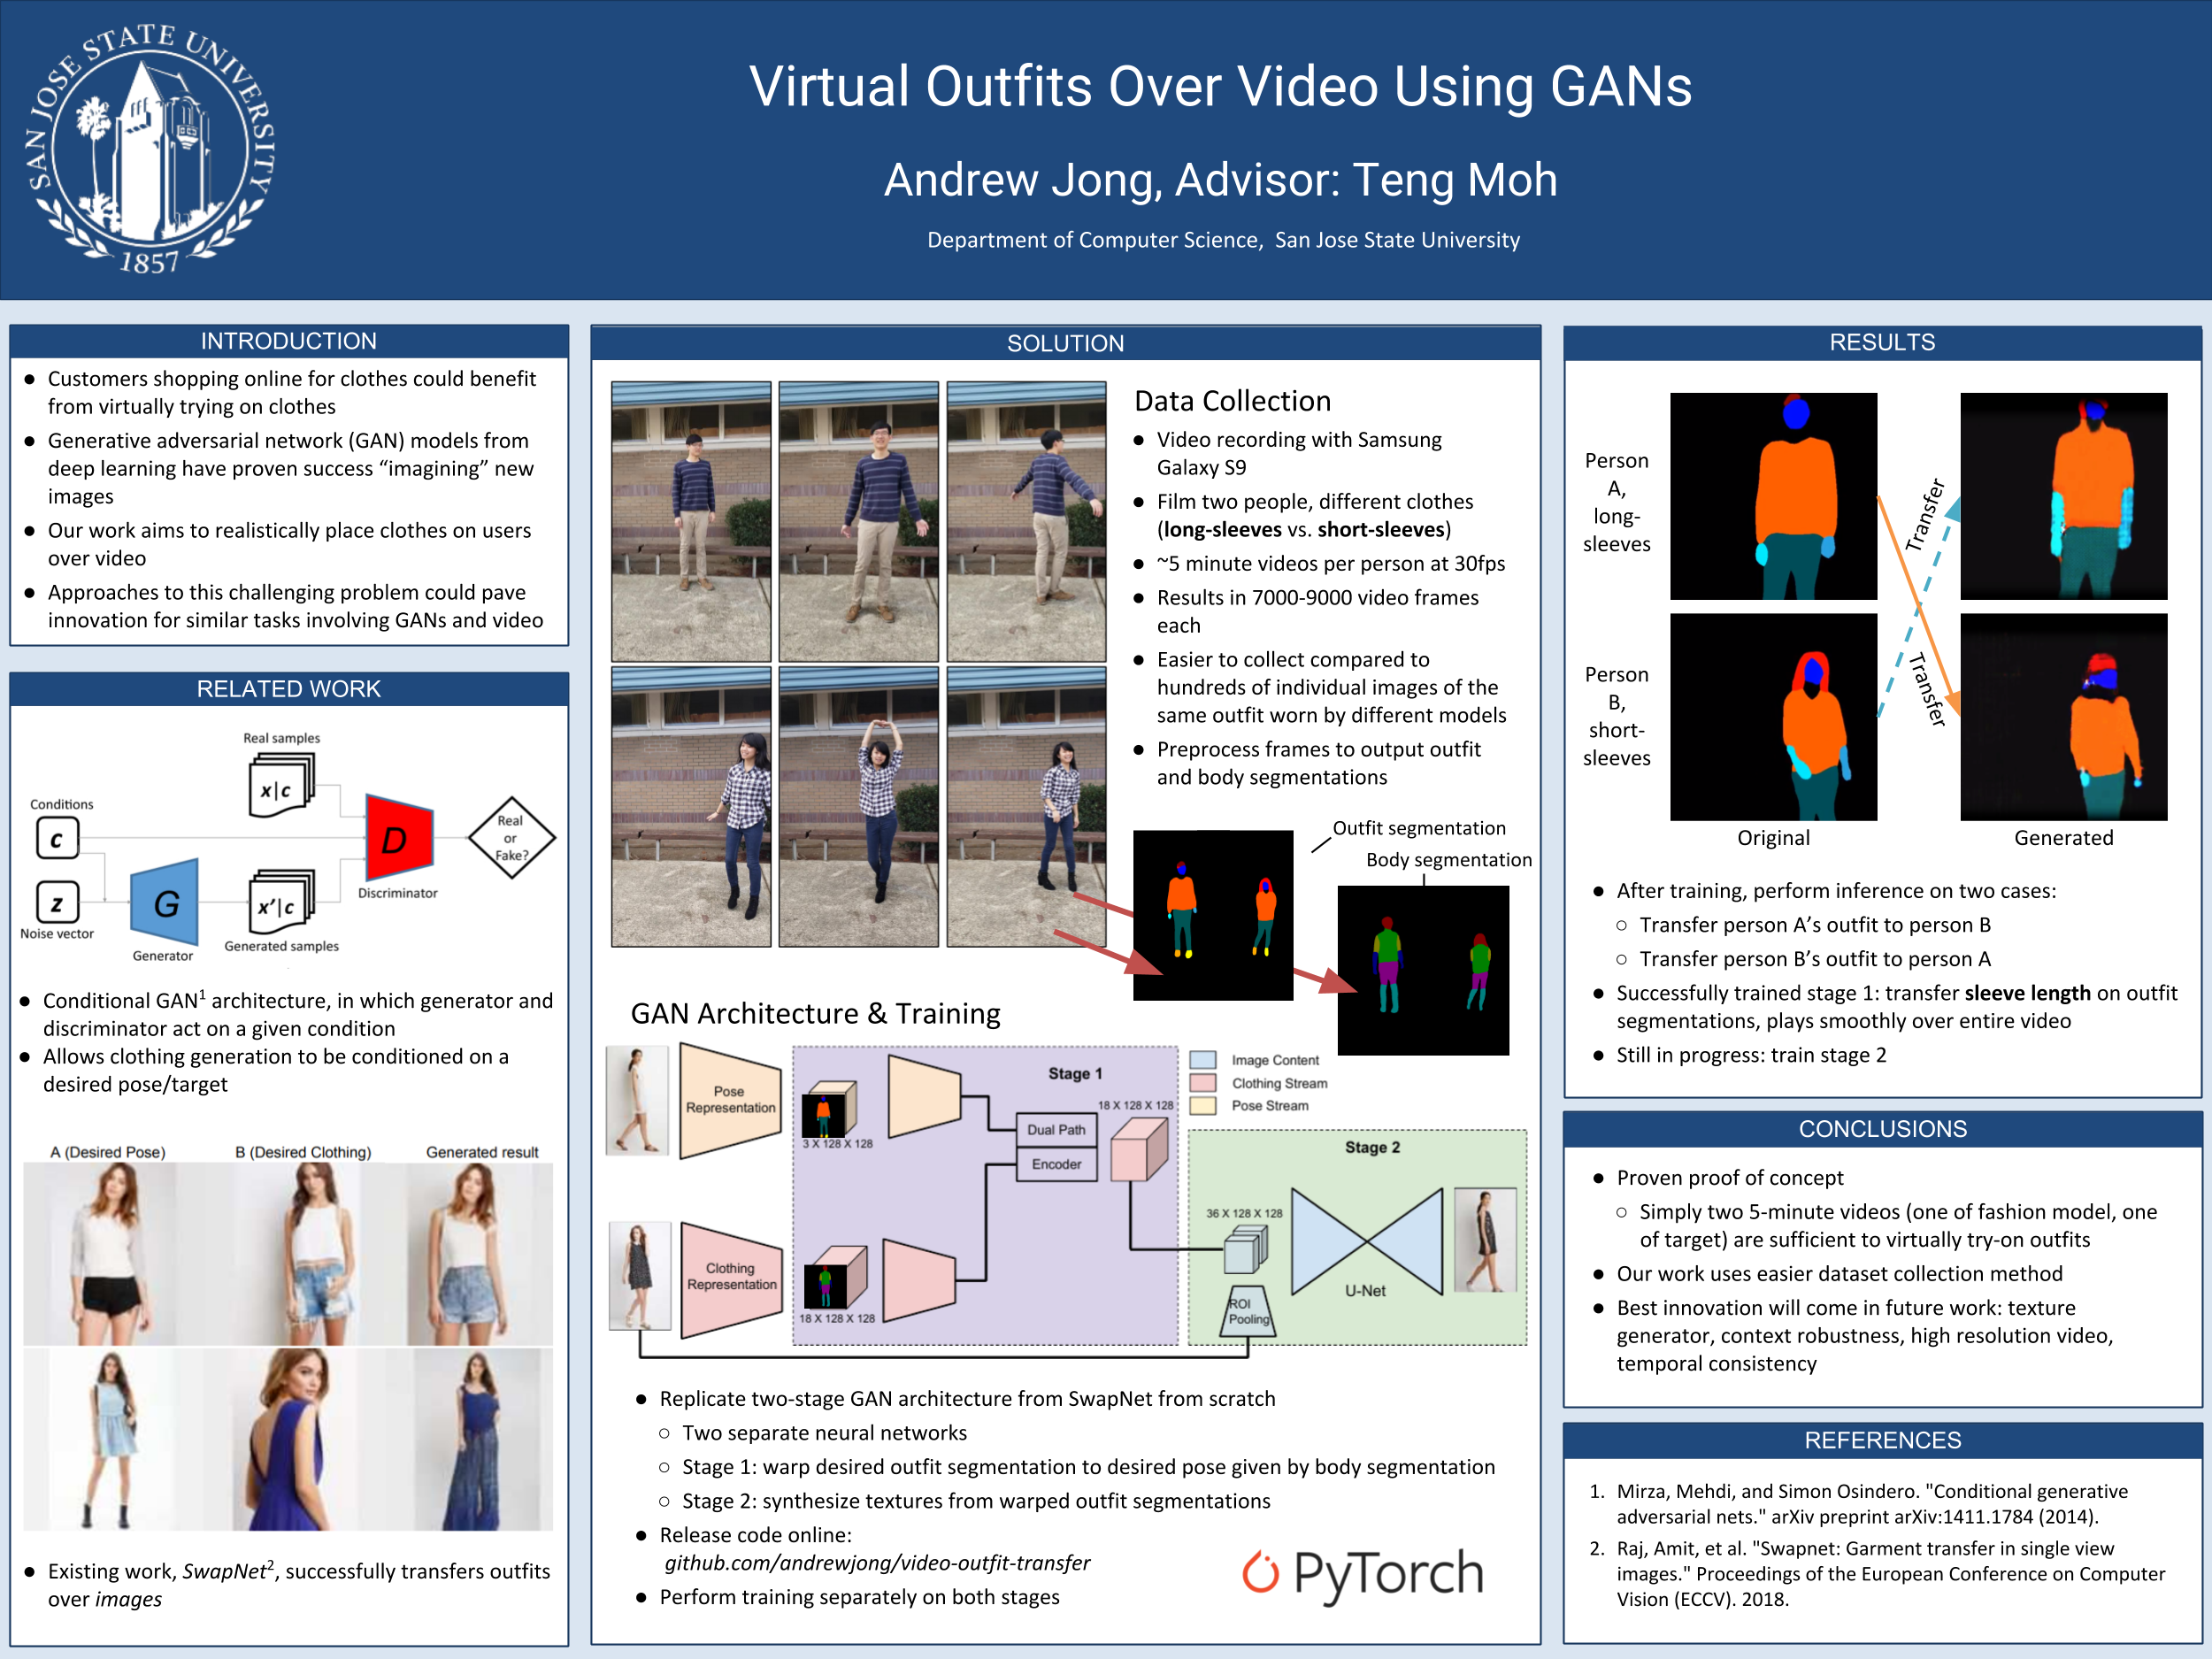 SAN JOSE STATE UNIVERSITY
1857
Virtual Outfits Over Video Using GANs
Andrew Jong, Advisor: Teng Moh
Department of Computer Science, San Jose State University
INTRODUCTION
● Customers shopping online for clothes could benefit
from virtually trying on clothes
● Generative adversarial network (GAN) models from
deep learning have proven success “imagining” new
images
● Our work aims to realistically place clothes on users
over video
● Approaches to this challenging problem could pave
innovation for similar tasks involving GANs and video
RELATED WORK
Real samples
x|c
Conditions
c
D
Real
or
Fake?
Discriminator
z
G
x’|c
Noise vector
Generated samples
Generator
● Conditional GAN1 architecture, in which generator and
discriminator act on a given condition
● Allows clothing generation to be conditioned on a
desired pose/target
A (Desired Pose)
B (Desired Clothing)
Generated result
● Existing work, SwapNet2, successfully transfers outfits
over images
SOLUTION
Data Collection
● Video recording with Samsung
Galaxy S9
● Film two people, different clothes
(long-sleeves vs. short-sleeves)
● ~5 minute videos per person at 30fps
● Results in 7000-9000 video frames
each
● Easier to collect compared to
hundreds of individual images of the
same outfit worn by different models
● Preprocess frames to output outfit
and body segmentations
Outfit segmentation
Body segmentation
GAN Architecture & Training
Pose
Representation
3 X 128 X 128
Stage 1
Dual Path
Encoder
18 X 128 X 128
Image Content
Clothing Stream
Pose Stream
Clothing
Representation
18 X 128 X 128
Stage 2
36 X 128 X 128
U-Net
ROI
Pooling
● Replicate two-stage GAN architecture from SwapNet from scratch
○ Two separate neural networks
○ Stage 1: warp desired outfit segmentation to desired pose given by body segmentation
○ Stage 2: synthesize textures from warped outfit segmentations
● Release code online:
github.com/andrewjong/video-outfit-transfer
● Perform training separately on both stages
PyTorch
RESULTS
Person
A,
long-
sleeves
Transfer
Person
B,
short-
sleeves
Transfer
Original
Generated
● After training, perform inference on two cases:
○ Transfer person A’s outfit to person B
○ Transfer person B’s outfit to person A
● Successfully trained stage 1: transfer sleeve length on outfit
segmentations, plays smoothly over entire video
● Still in progress: train stage 2
CONCLUSIONS
● Proven proof of concept
○ Simply two 5-minute videos (one of fashion model, one
of target) are sufficient to virtually try-on outfits
● Our work uses easier dataset collection method
● Best innovation will come in future work: texture
generator, context robustness, high resolution video,
temporal consistency
REFERENCES
1. Mirza, Mehdi, and Simon Osindero. "Conditional generative
adversarial nets." arXiv preprint arXiv:1411.1784 (2014).
2. Raj, Amit, et al. "Swapnet: Garment transfer in single view
images." Proceedings of the European Conference on Computer
Vision (ECCV). 2018.